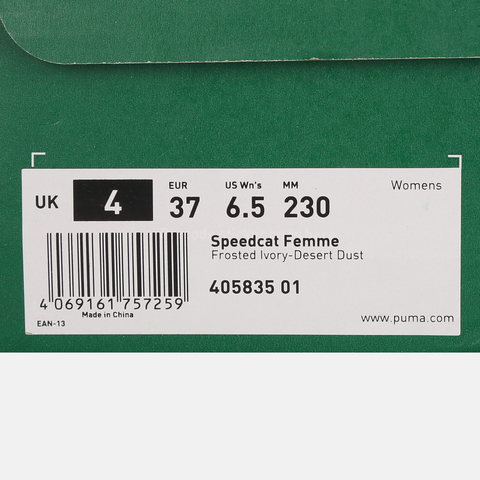 UK 4 EUR 37 US Wn's 6.5 MM 230 Womens
Speedcat Femme
Frosted Ivory-Desert Dust
405835 01
4 069161 757259
Made in China
EAN-13
www.puma.com